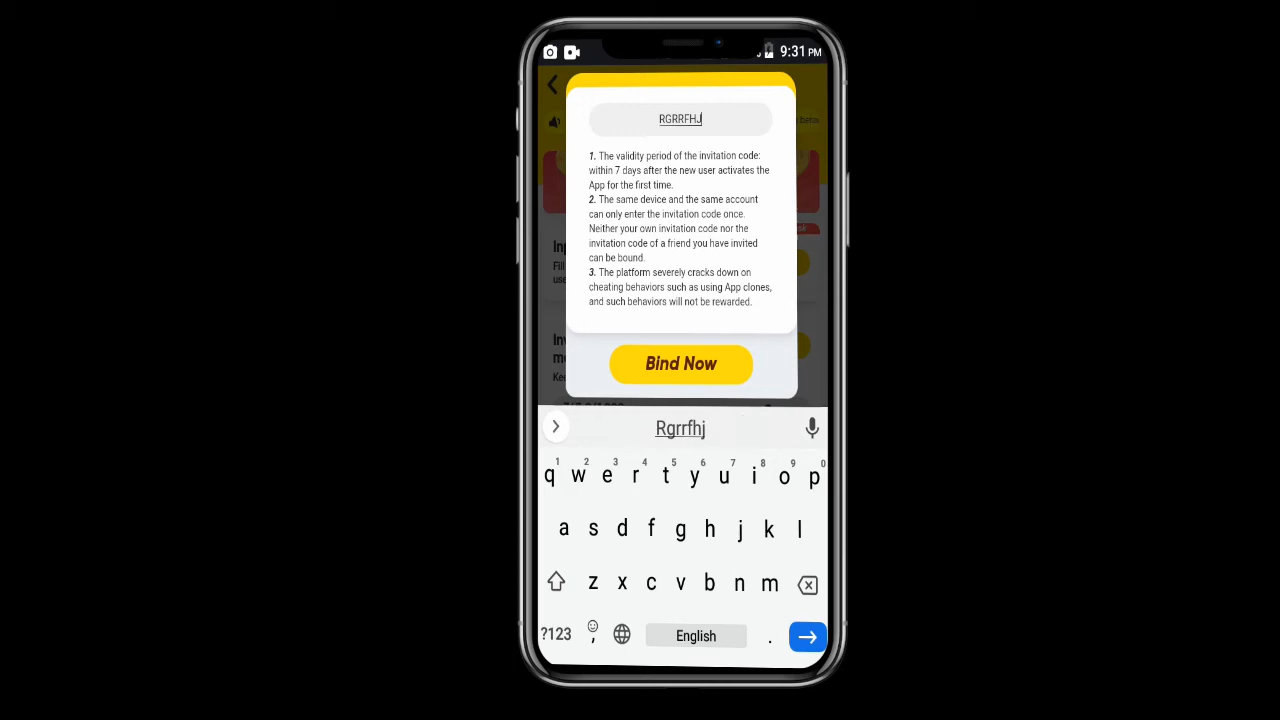 9:31 PM
RGRRFHJ
1. The validity period of the invitation code:
within 7 days after the new user activates the
App for the first time.
2. The same device and the same account
can only enter the invitation code once.
Neither your own invitation code nor the
invitation code of a friend you have invited
can be bound.
3. The platform severely cracks down on
cheating behaviors such as using App clones,
and such behaviors will not be rewarded.
Bind Now
Rgrrfhj
1 2 3 4 5 6 7 8 9 0
q w e r t y u i o p
a s d f g h j k l
z x c v b n m
?123 , English .